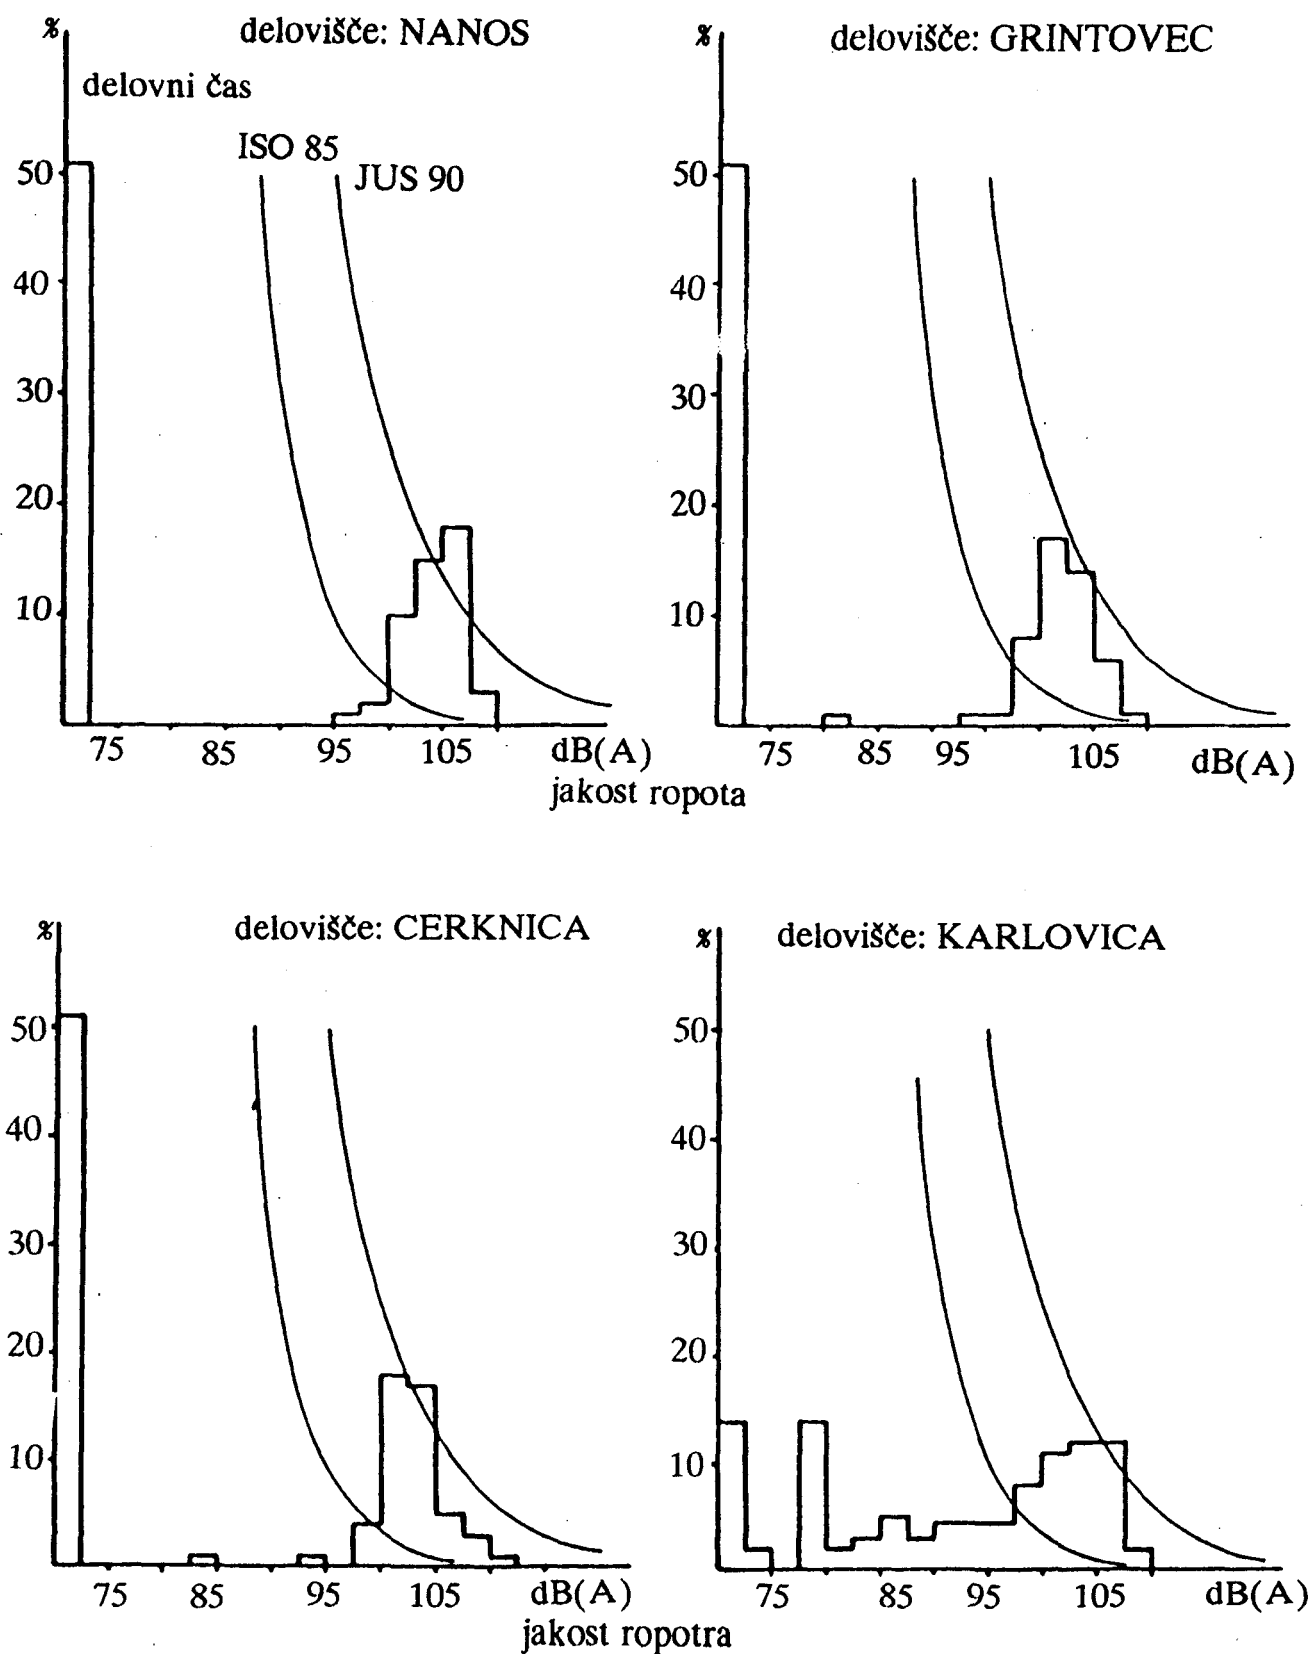 % delovišče: NANOS
delovni čas
ISO 85
JUS 90
50
40
30
20
10
75 85 95 105 dB(A)
jakost ropota
% delovišče: GRINTOVEC
50
40
30
20
10
75 85 95 105 dB(A)
% delovišče: CERKNICA
50
40
30
20
10
75 85 95 105 dB(A)
jakost ropotra
% delovišče: KARLOVICA
50
40
30
20
10
75 85 95 105 dB(A)